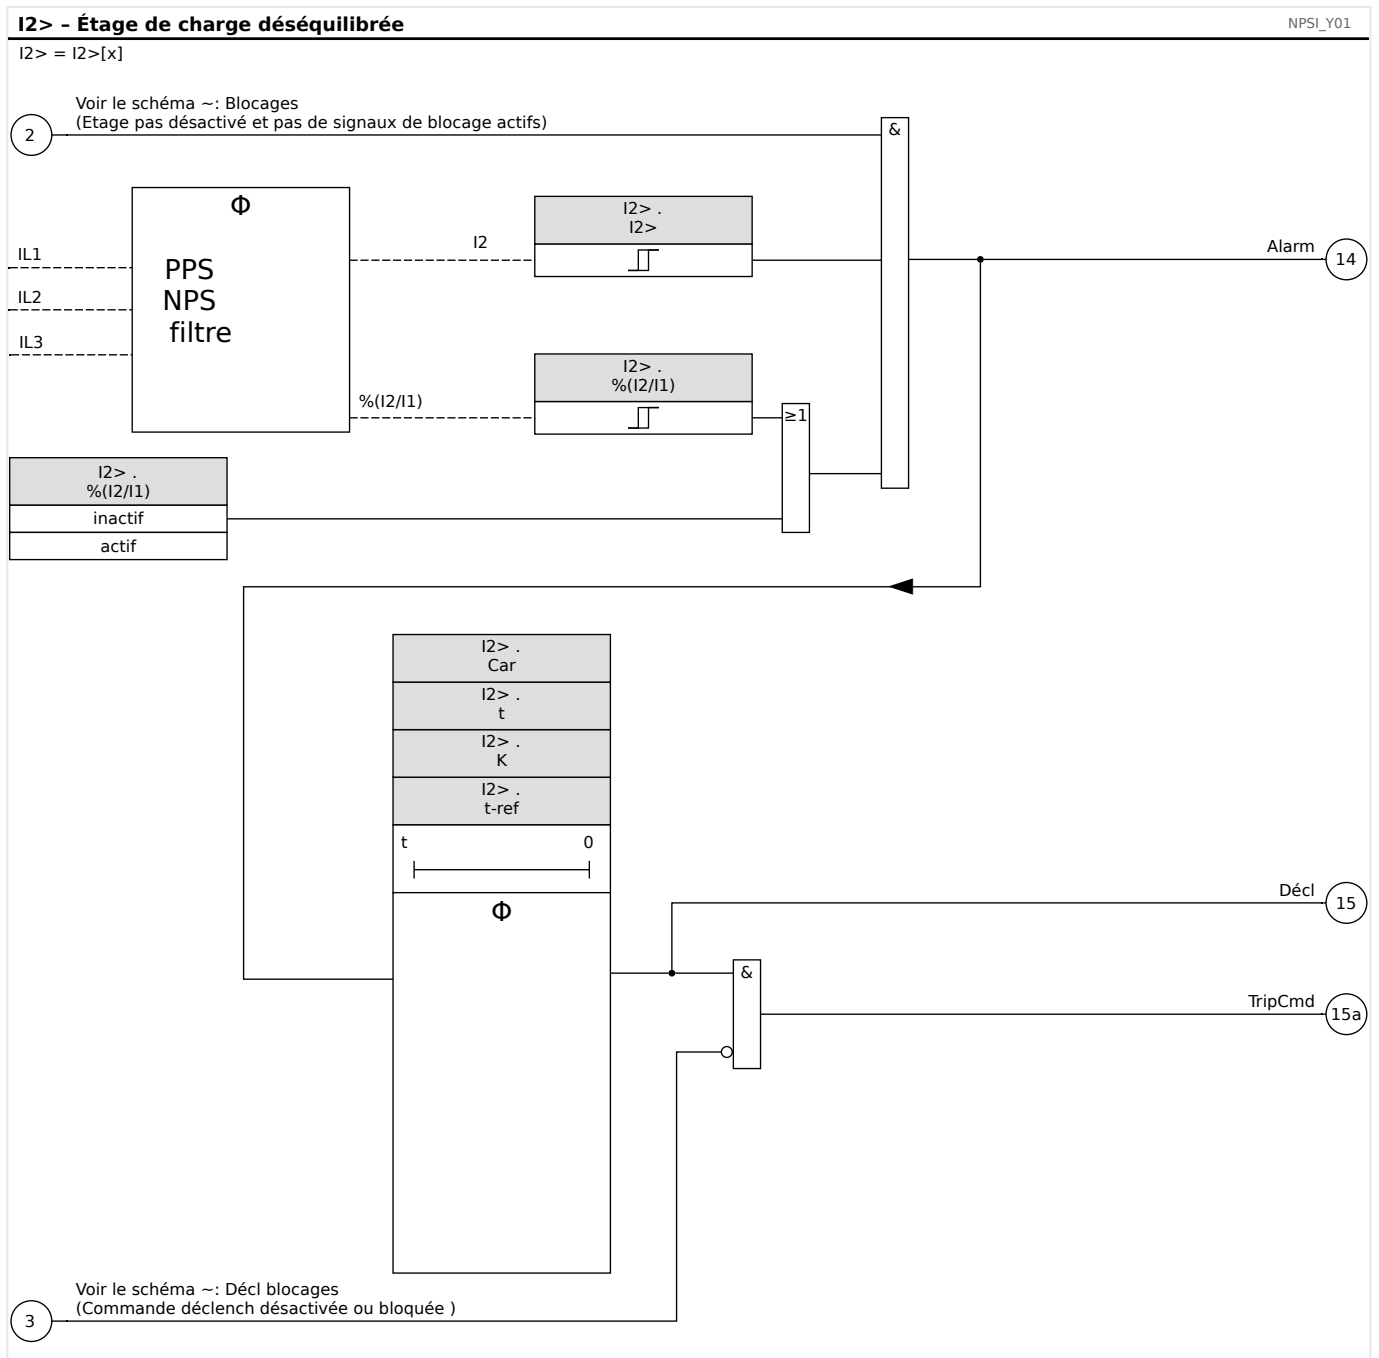 I2> – Étage de charge déséquilibrée
NPSI_Y01
I2> = I2>[x]
Voir le schéma ~: Blocages
(Etage pas désactivé et pas de signaux de blocage actifs)
2
&
Φ
PPS
NPS
filtre
IL1
IL2
IL3
I2
I2> .
I2>
Alarm
14
%(I2/I1)
I2> .
%(I2/I1)
≥1
I2> .
%(I2/I1)
inactif
actif
I2> .
Car
I2> .
t
I2> .
K
I2> .
t-ref
t 0
Φ
Décl
15
&
TripCmd
15a
Voir le schéma ~: Décl blocages
(Commande déclench désactivée ou bloquée )
3